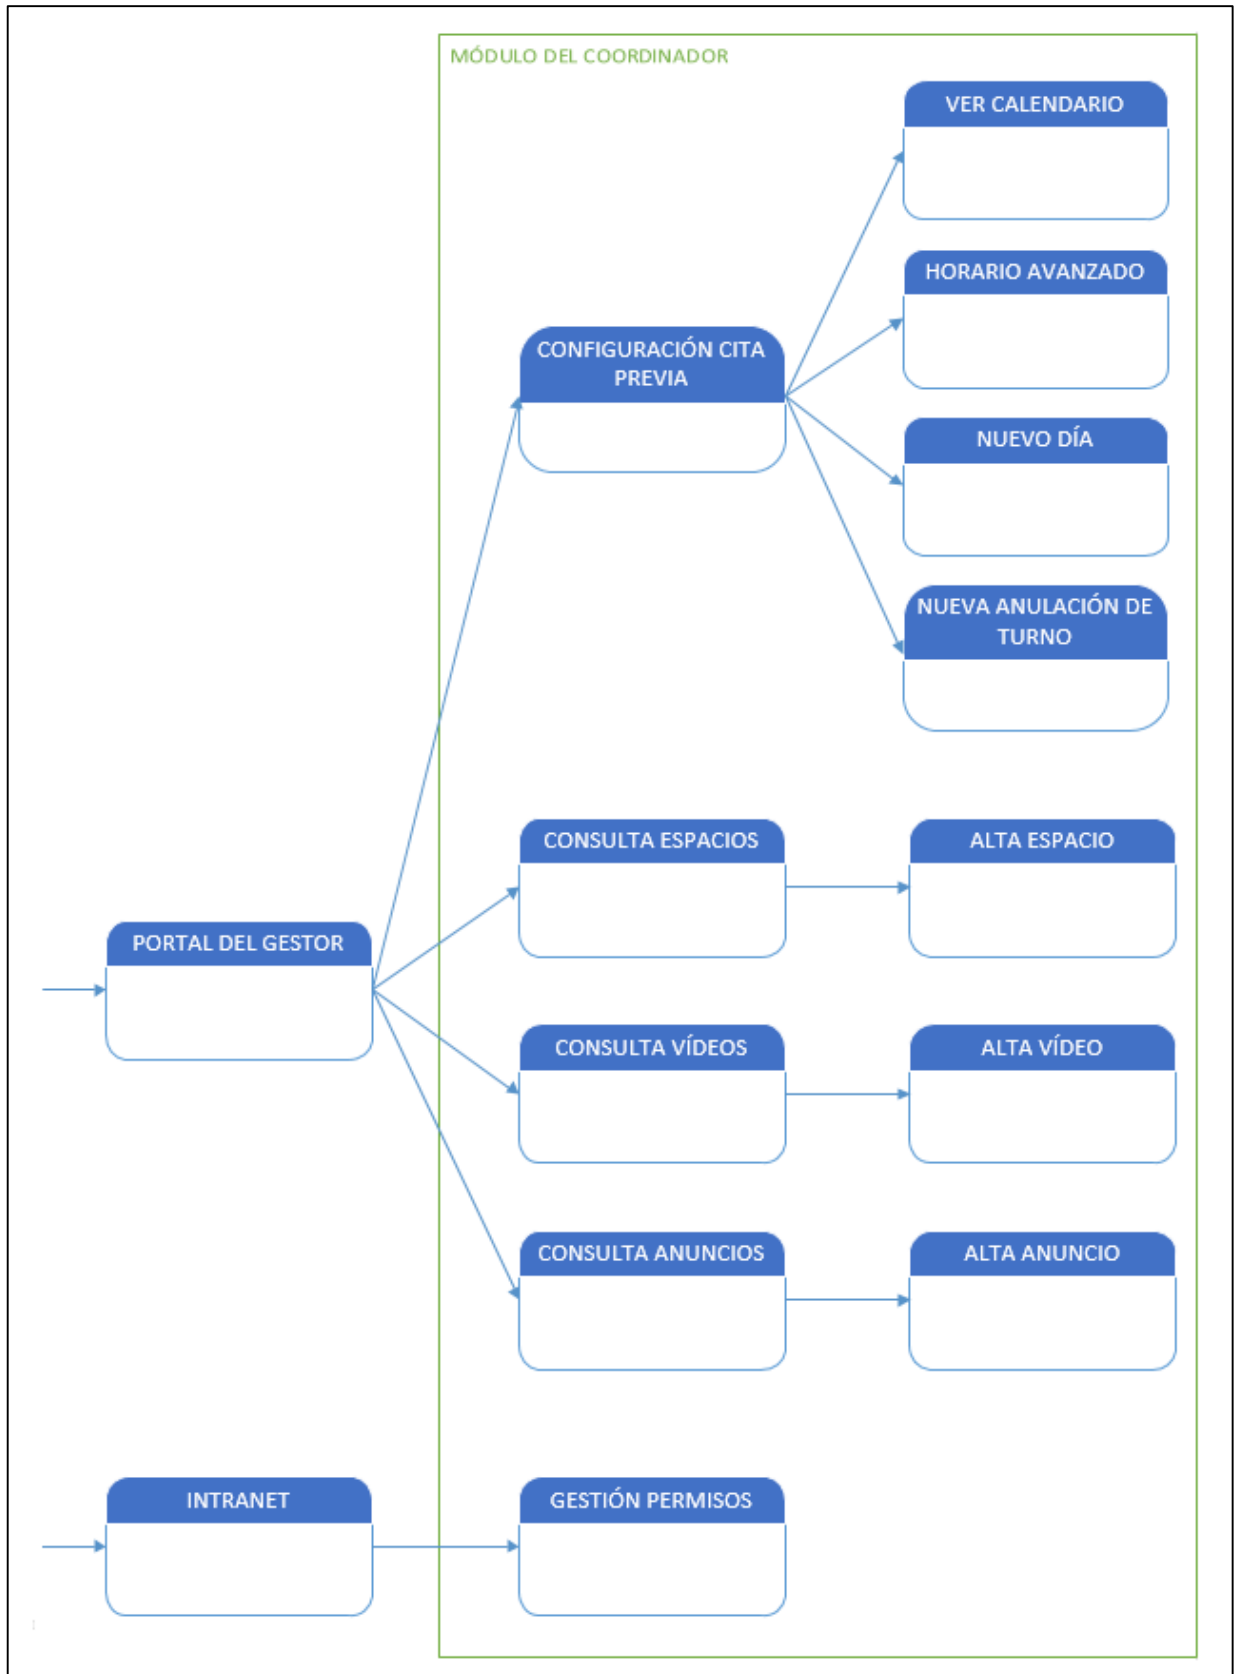 MÓDULO DEL COORDINADOR
VER CALENDARIO
HORARIO AVANZADO
CONFIGURACIÓN CITA
PREVIA
NUEVO DÍA
NUEVA ANULACIÓN DE
TURNO
CONSULTA ESPACIOS
ALTA ESPACIO
PORTAL DEL GESTOR
CONSULTA VÍDEOS
ALTA VÍDEO
CONSULTA ANUNCIOS
ALTA ANUNCIO
INTRANET
GESTIÓN PERMISOS